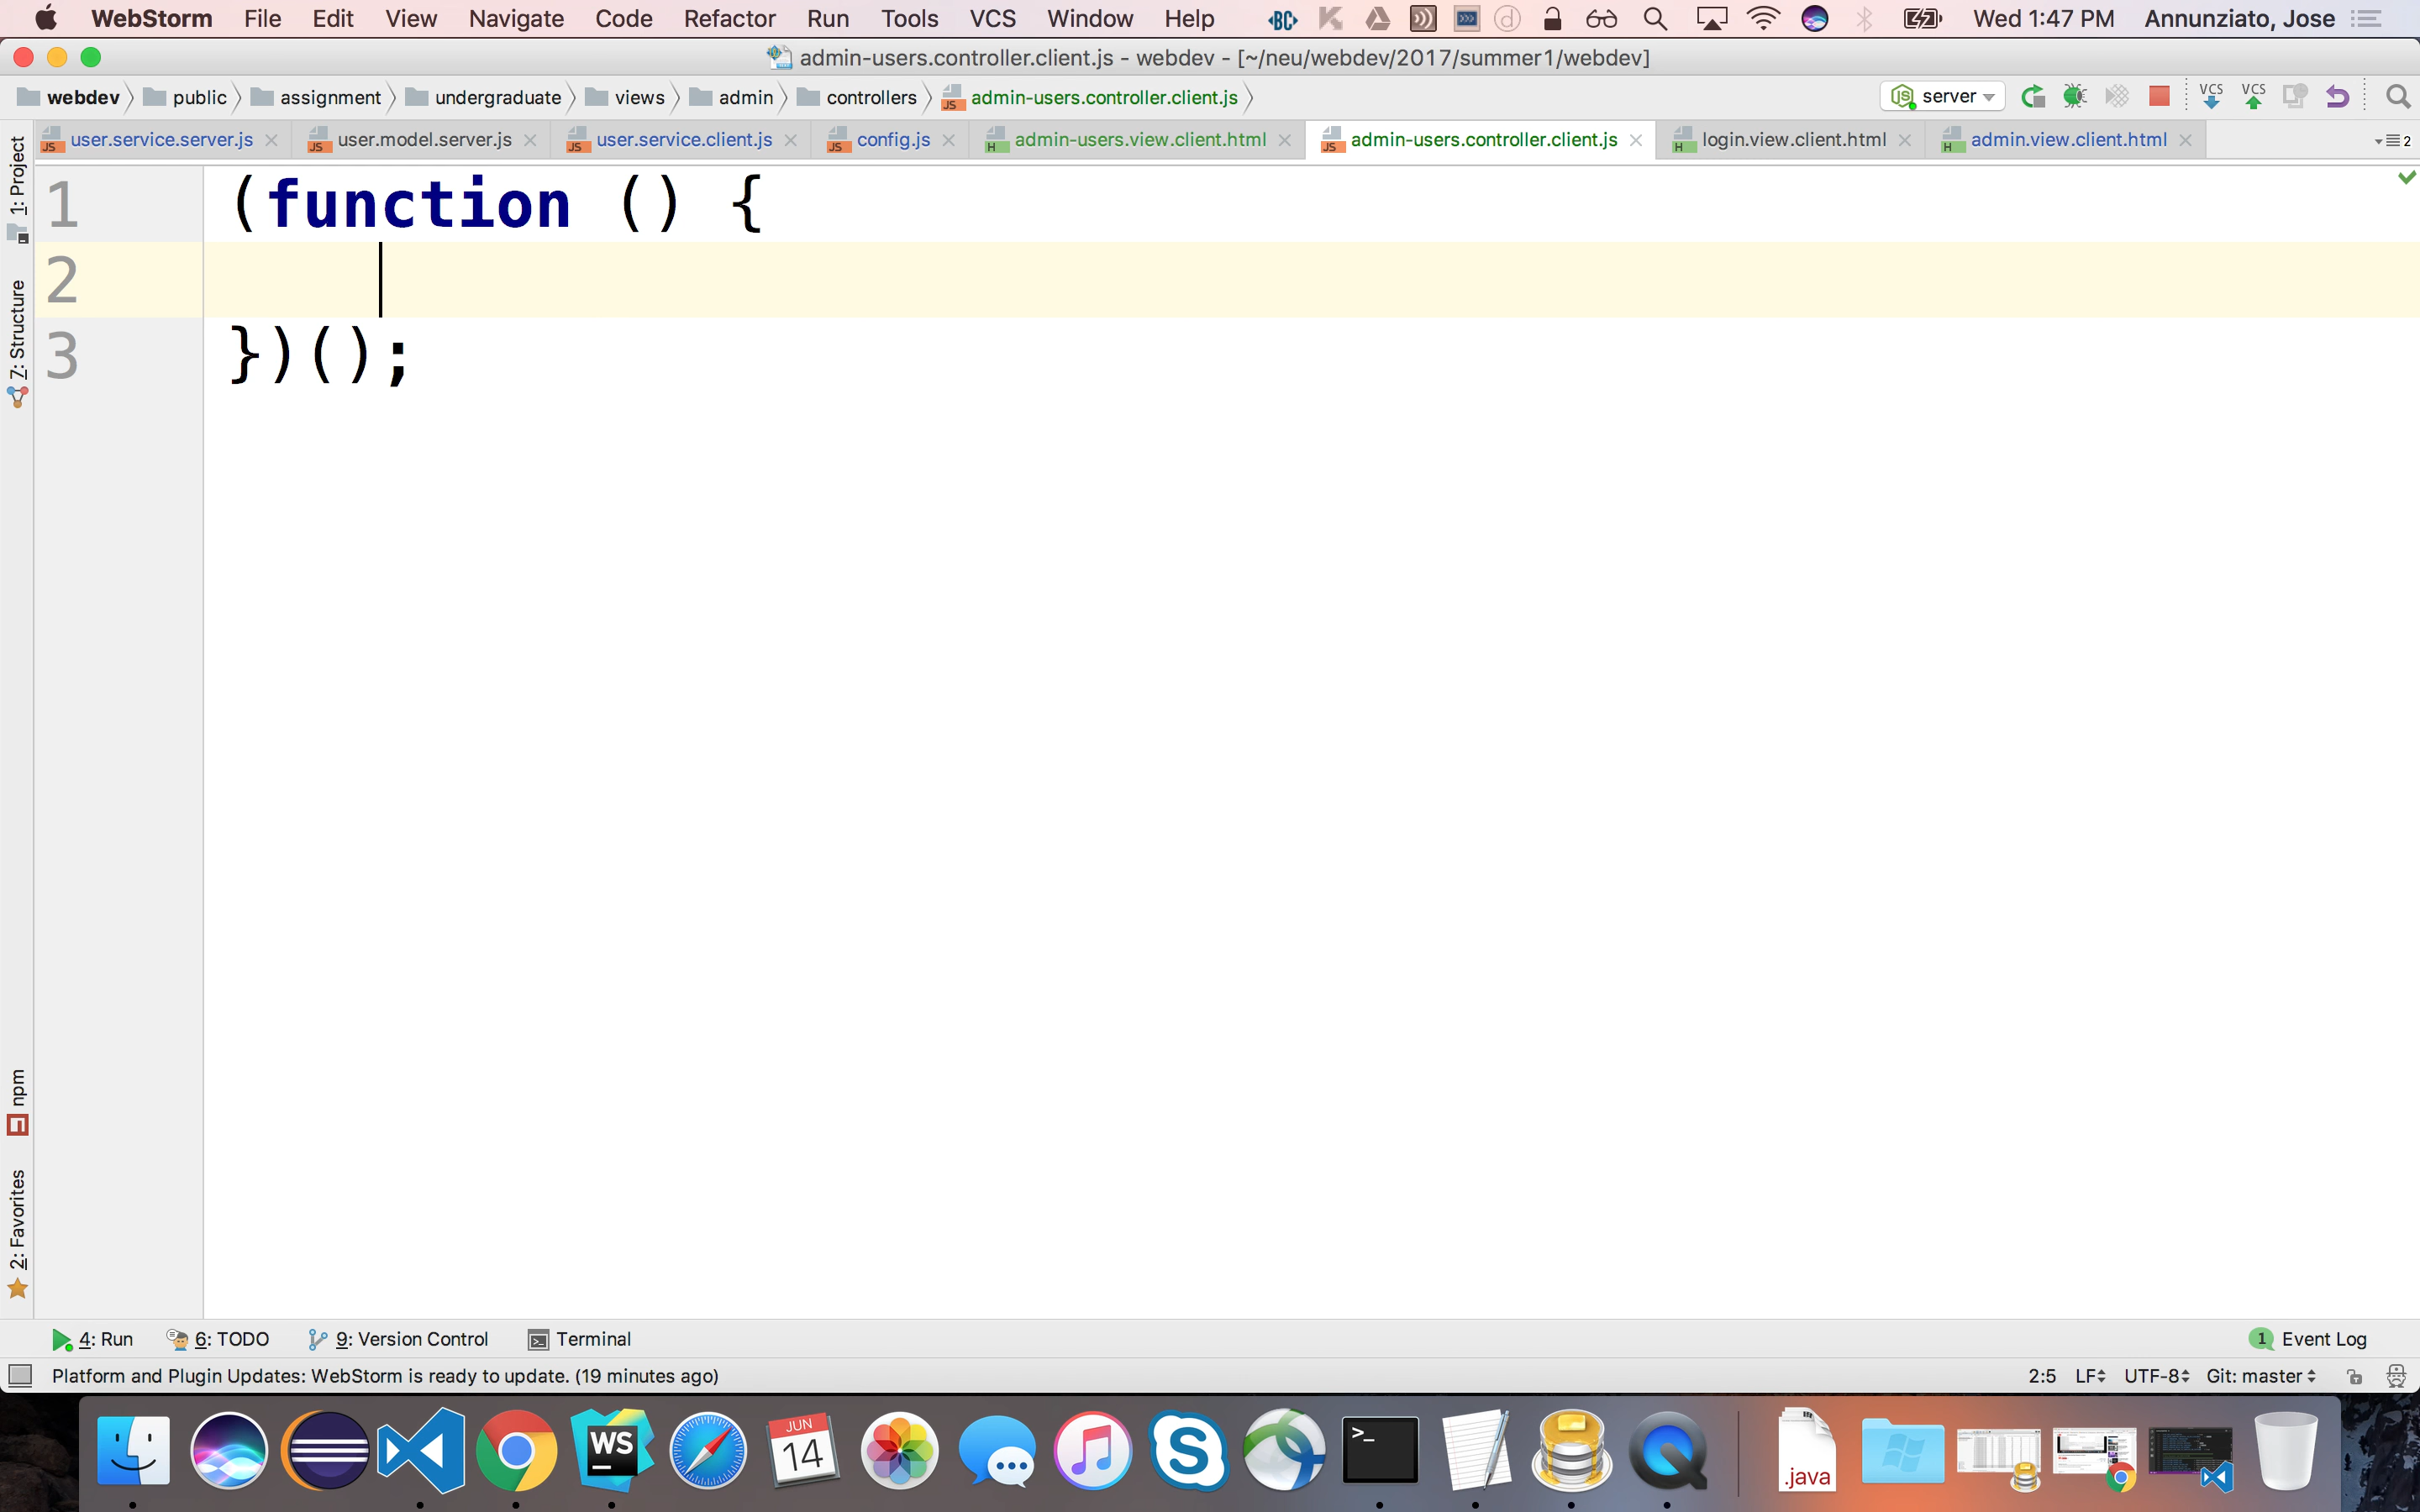 WebStorm File Edit View Navigate Code Refactor Run Tools VCS Window Help BC Wed 1:47 PM Annunziato, Jose
admin-users.controller.client.js - webdev - [~/neu/webdev/2017/summer1/webdev]
webdev public assignment undergraduate views admin controllers admin-users.controller.client.js server VCS VCS
user.service.server.js user.model.server.js user.service.client.js config.js admin-users.view.client.html admin-users.controller.client.js login.view.client.html admin.view.client.html 2
1: Project
7: Structure
npm
2: Favorites
1 (function () {
2
3 })();
4: Run 6: TODO 9: Version Control Terminal 1 Event Log
Platform and Plugin Updates: WebStorm is ready to update. (19 minutes ago) 2:5 LF UTF-8 Git: master
WS JUN 14 S >_ .java